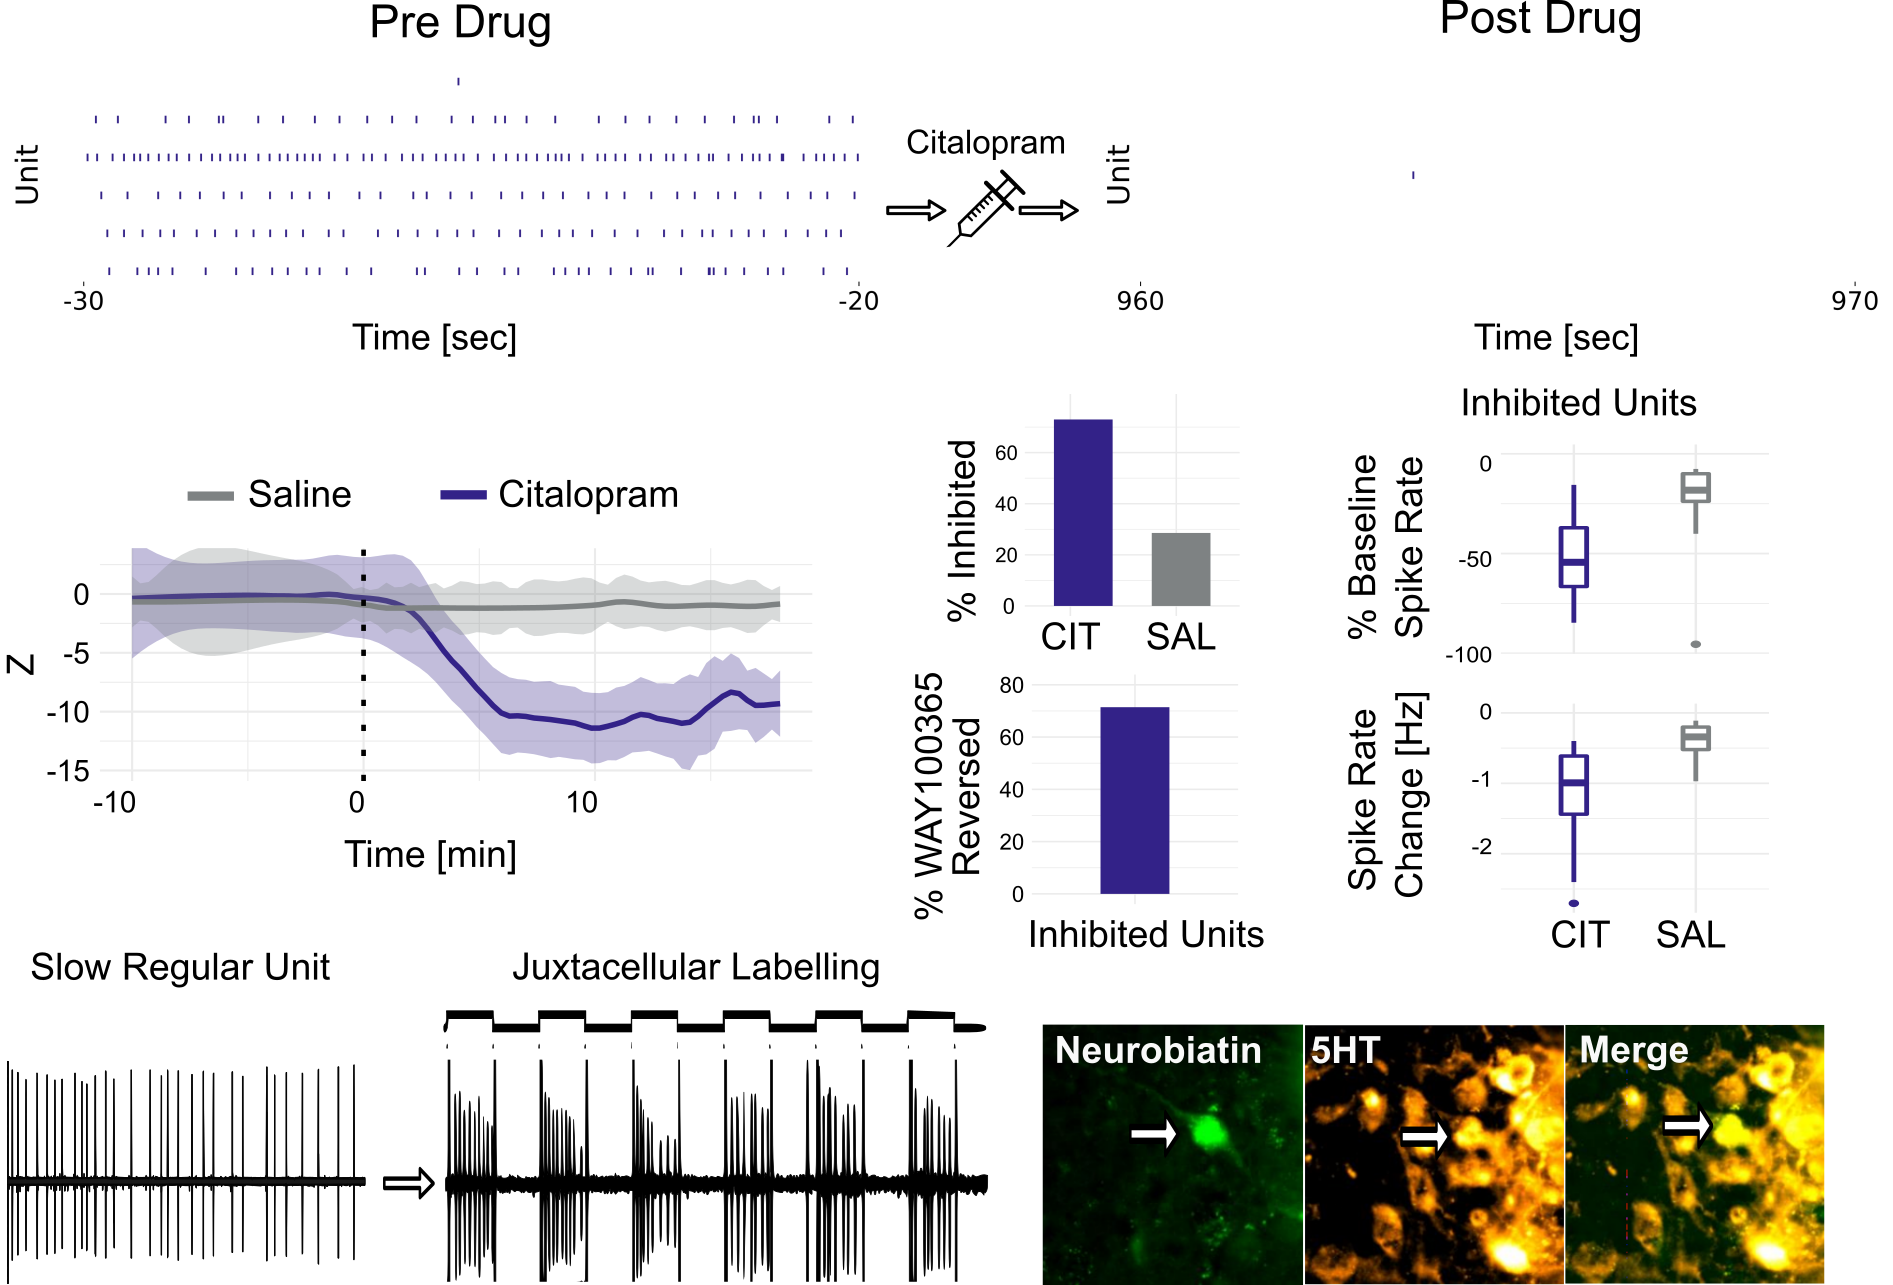 Pre Drug
Post Drug
Unit
Citalopram
Unit
-30
-20
960
970
Time [sec]
Time [sec]
Saline
Citalopram
Z
0
-5
-10
-15
-10
0
10
Time [min]
% Inhibited
60
40
20
0
CIT
SAL
% WAY100365
Reversed
80
60
40
20
0
Inhibited Units
Inhibited Units
% Baseline
Spike Rate
0
-50
-100
Spike Rate
Change [Hz]
0
-1
-2
CIT
SAL
Slow Regular Unit
Juxtacellular Labelling
Neurobiatin
5HT
Merge